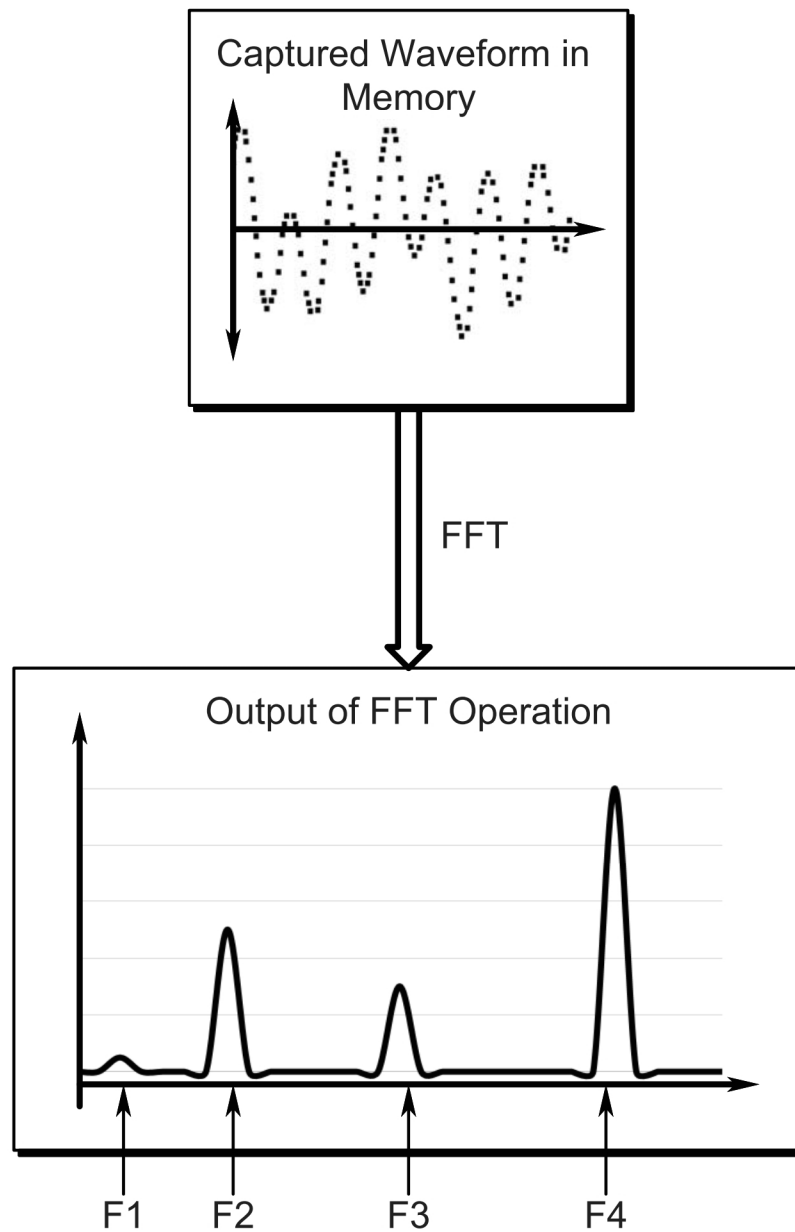 Captured Waveform in
Memory
FFT
Output of FFT Operation
F1 F2 F3 F4